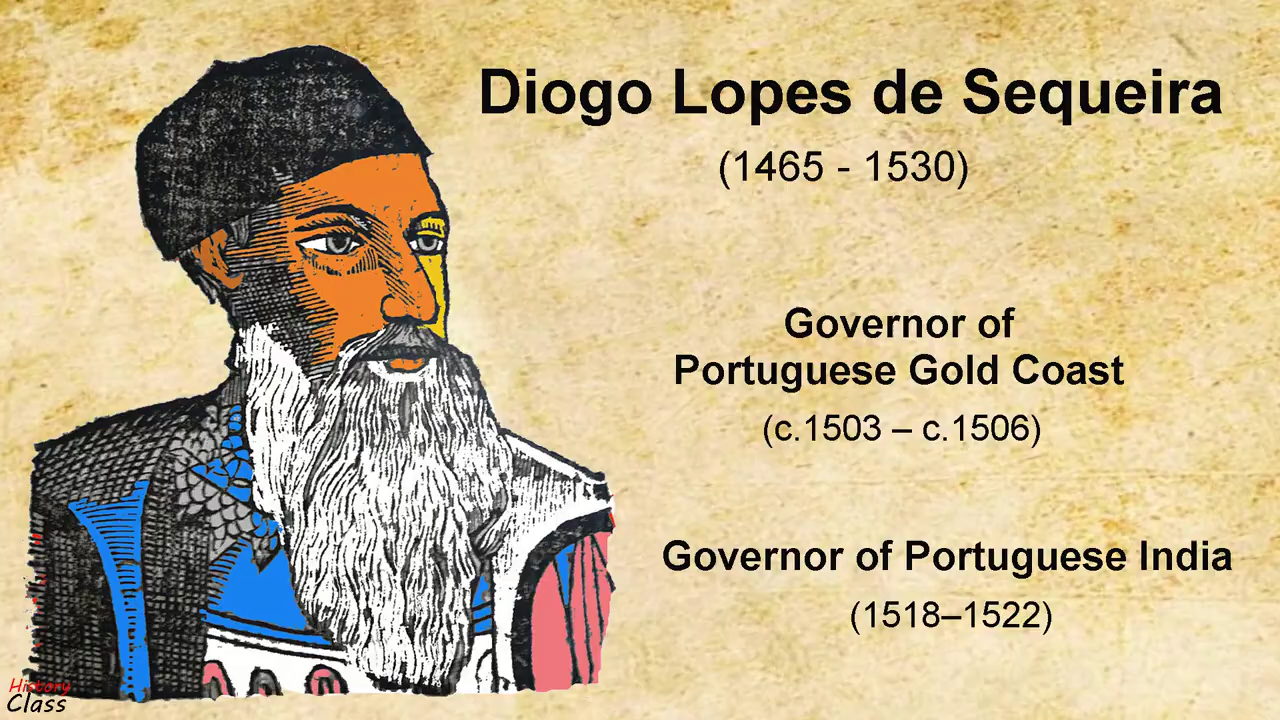 Diogo Lopes de Sequeira
(1465 - 1530)
Governor of
Portuguese Gold Coast
(c.1503 – c.1506)
Governor of Portuguese India
(1518–1522)
History
Class